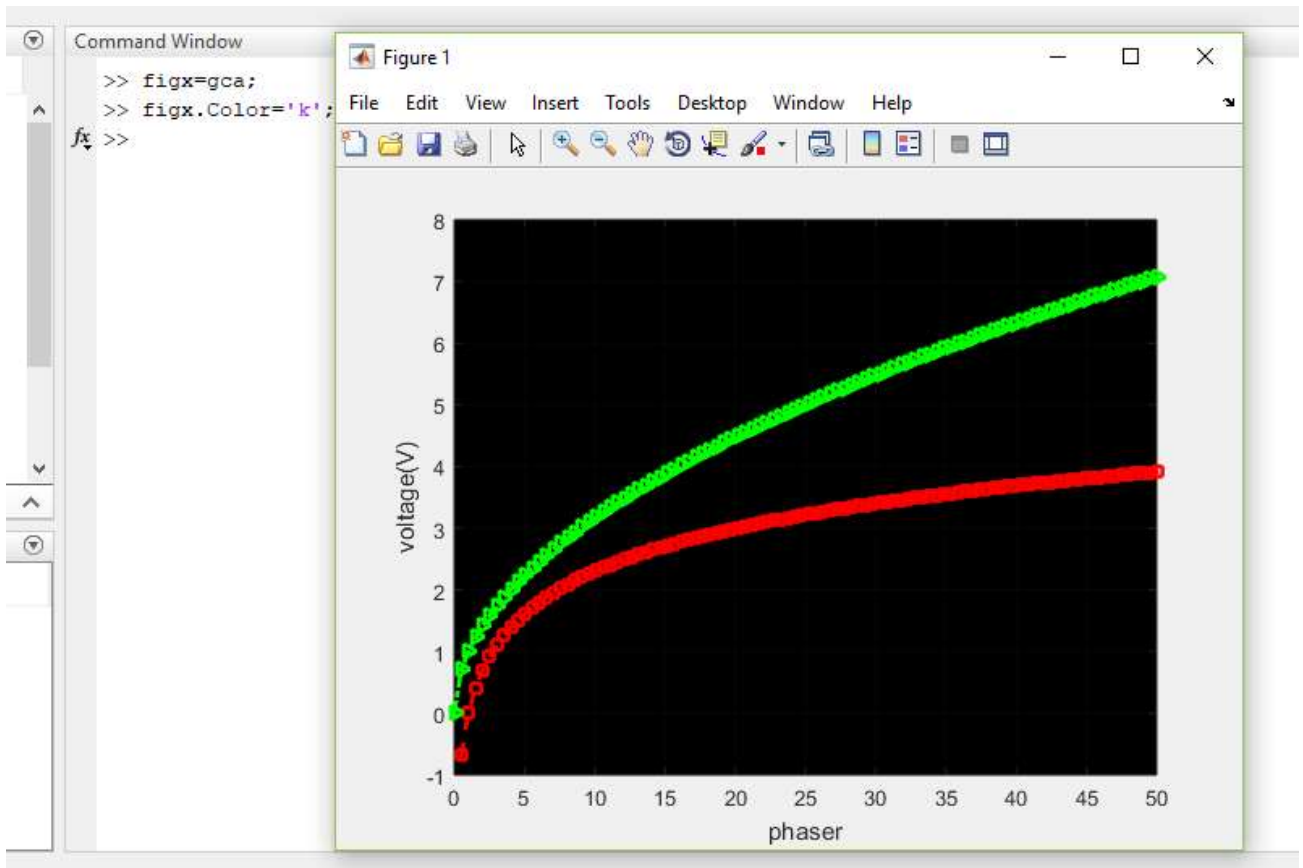 Command Window
>> figx=gca;
>> figx.Color='k';
fx >>
Figure 1
File Edit View Insert Tools Desktop Window Help
8
7
6
5
4
3
2
1
0
-1
voltage(V)
0 5 10 15 20 25 30 35 40 45 50
phaser